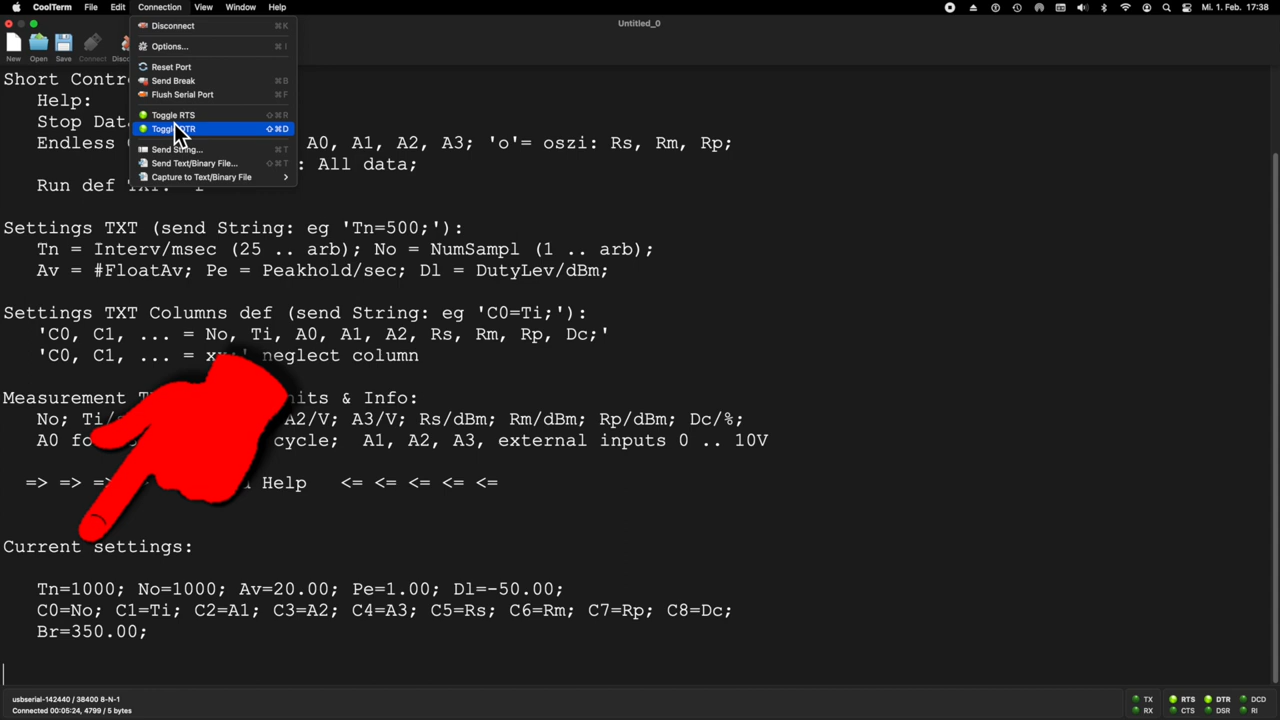 CoolTerm File Edit Connection View Window Help Mi. 1. Feb. 17:38
Untitled_0
Disconnect ⌘K
Options... ⌘I
Reset Port
Send Break ⌘B
Flush Serial Port ⌘F
Toggle RTS ⇧⌘R
Toggle DTR ⇧⌘D
Send String... ⌘T
Send Text/Binary File... ⇧⌘T
Capture to Text/Binary File >
New Open Save Connect
Short
Help:
Stop
Endless A0, A1, A2, A3; 'o'= oszi: Rs, Rm, Rp;
: All data;
Run def
Settings TXT (send String: eg 'Tn=500;'):
Tn = Interv/msec (25 .. arb); No = NumSampl (1 .. arb);
Av = #FloatAv; Pe = Peakhold/sec; Dl = DutyLev/dBm;
Settings TXT Columns def (send String: eg 'C0=Ti;'):
'C0, C1, ... = No, Ti, A0, A1, A2, Rs, Rm, Rp, Dc;'
'C0, C1, ... = neglect column
Measurement & Info:
No; A2/V; A3/V; Rs/dBm; Rm/dBm; Rp/dBm; Dc/%;
A0 cycle; A1, A2, A3, external inputs 0 .. 10V
=> => Help <= <= <= <= <=
Current settings:
Tn=1000; No=1000; Av=20.00; Pe=1.00; Dl=-50.00;
C0=No; C1=Ti; C2=A1; C3=A2; C4=A3; C5=Rs; C6=Rm; C7=Rp; C8=Dc;
Br=350.00;
usbserial-142440 / 38400 8-N-1
Connected 00:05:24, 4799 / 5 bytes
TX RTS DTR DCD
RX CTS DSR RI